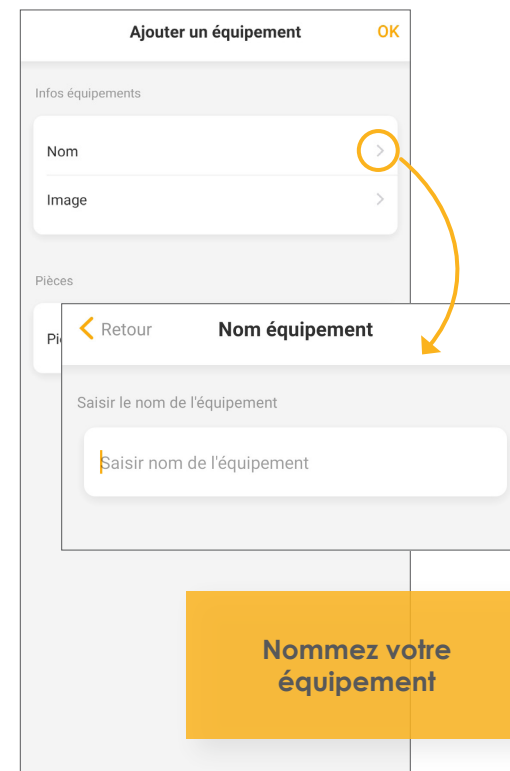 Ajouter un équipement OK
Infos équipements
Nom
Image
Pièces
Retour Nom équipement
Saisir le nom de l'équipement
Saisir nom de l'équipement
Nommez votre
équipement